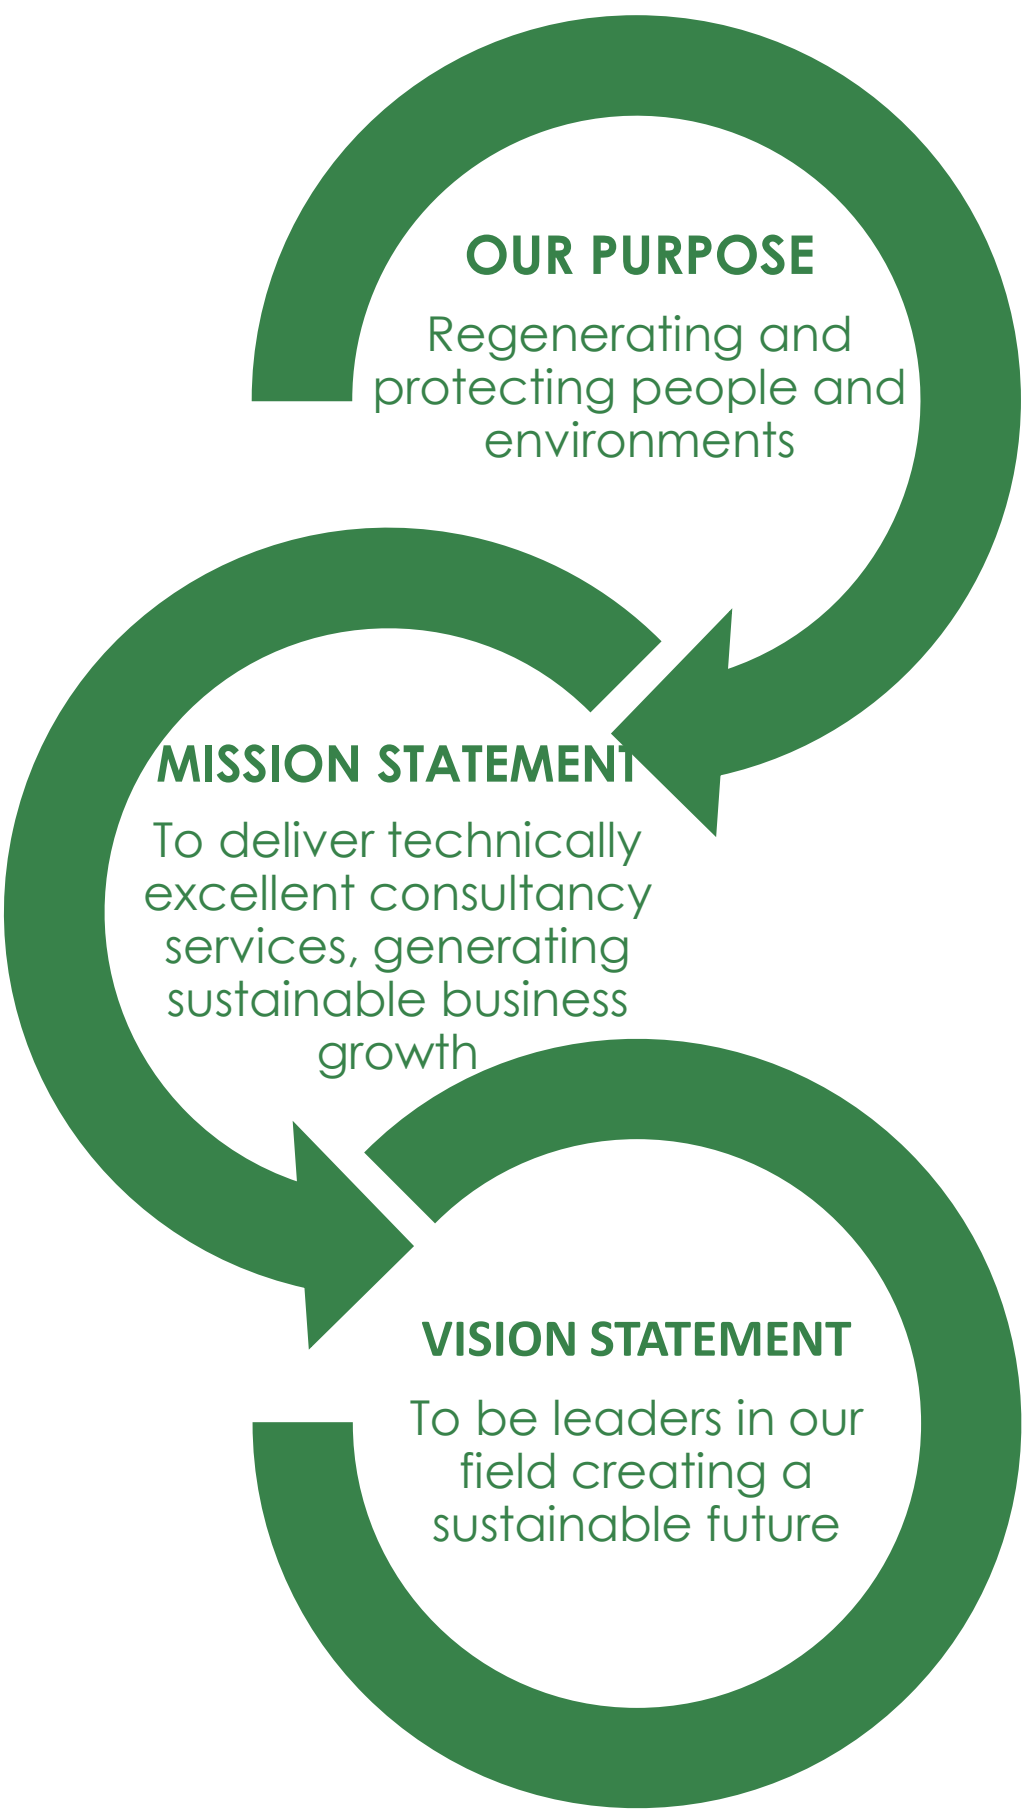 OUR PURPOSE
Regenerating and
protecting people and
environments
MISSION STATEMENT
To deliver technically
excellent consultancy
services, generating
sustainable business
growth
VISION STATEMENT
To be leaders in our
field creating a
sustainable future